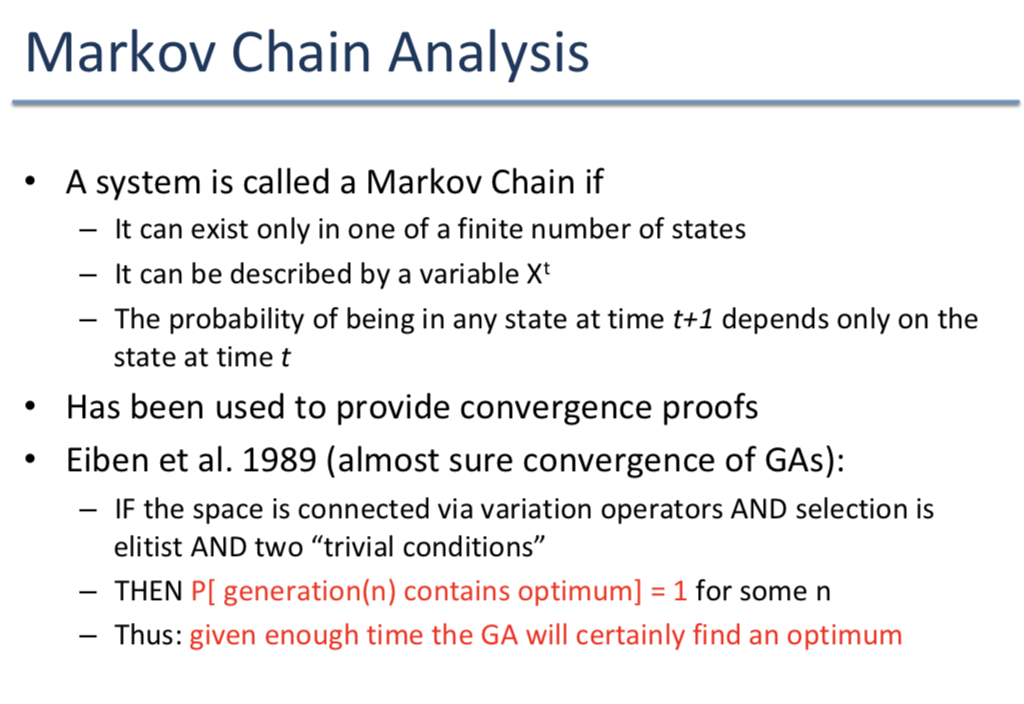 Markov Chain Analysis
• A system is called a Markov Chain if
– It can exist only in one of a finite number of states
– It can be described by a variable Xᵗ
– The probability of being in any state at time t+1 depends only on the
state at time t
• Has been used to provide convergence proofs
• Eiben et al. 1989 (almost sure convergence of GAs):
– IF the space is connected via variation operators AND selection is
elitist AND two “trivial conditions”
– THEN P[ generation(n) contains optimum] = 1 for some n
– Thus: given enough time the GA will certainly find an optimum